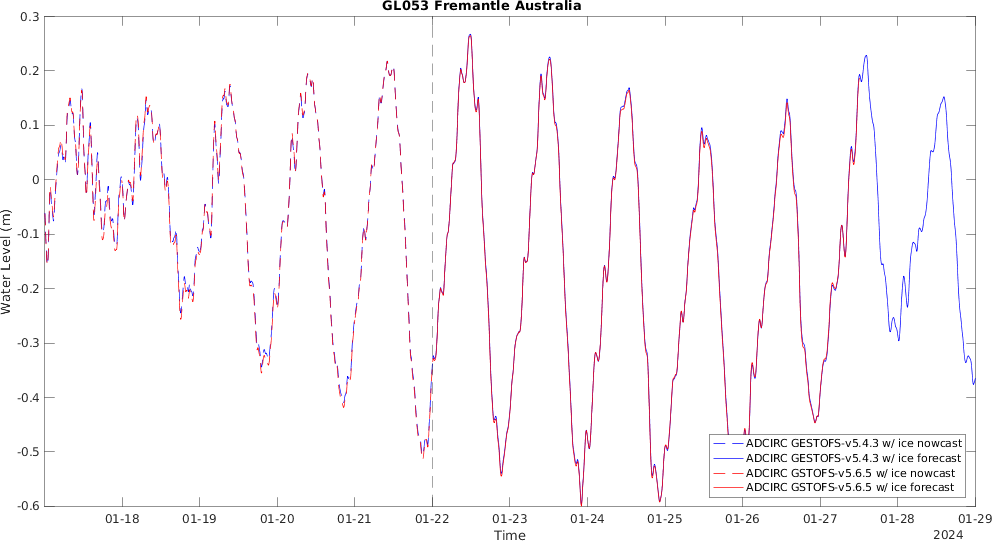 GL053 Fremantle Australia
0.3
0.2
0.1
0
-0.1
-0.2
-0.3
-0.4
-0.5
-0.6
Water Level (m)
ADCIRC GESTOFS-v5.4.3 w/ ice nowcast
ADCIRC GESTOFS-v5.4.3 w/ ice forecast
ADCIRC GSTOFS-v5.6.5 w/ ice nowcast
ADCIRC GSTOFS-v5.6.5 w/ ice forecast
01-18 01-19 01-20 01-21 01-22 01-23 01-24 01-25 01-26 01-27 01-28 01-29
Time
2024